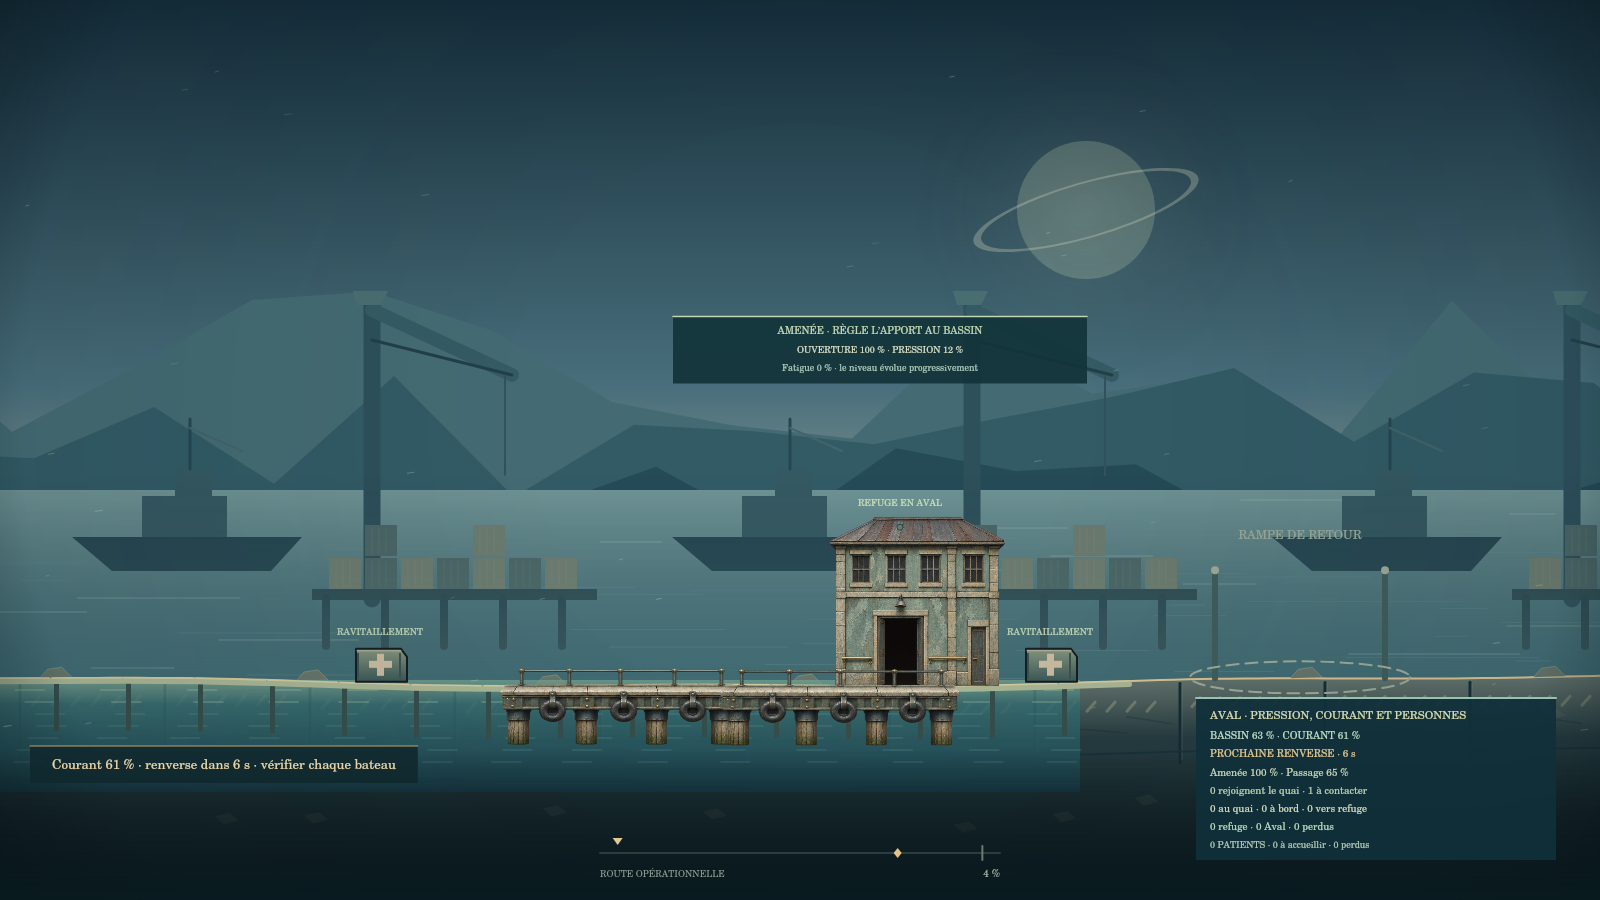 AMENÉE · RÈGLE L'APPORT AU BASSIN
OUVERTURE 100 % · PRESSION 12 %
Fatigue 0 % · le niveau évolue progressivement
REFUGE EN AVAL
RAMPE DE RETOUR
RAVITAILLEMENT
RAVITAILLEMENT
AVAL · PRESSION, COURANT ET PERSONNES
BASSIN 63 % · COURANT 61 %
PROCHAINE RENVERSE · 6 s
Amenée 100 % · Passage 65 %
0 rejoignent le quai · 1 à contacter
0 au quai · 0 à bord · 0 vers refuge
0 refuge · 0 Aval · 0 perdus
0 PATIENTS · 0 à accueillir · 0 perdus
Courant 61 % · renverse dans 6 s · vérifier chaque bateau
ROUTE OPÉRATIONNELLE
4 %